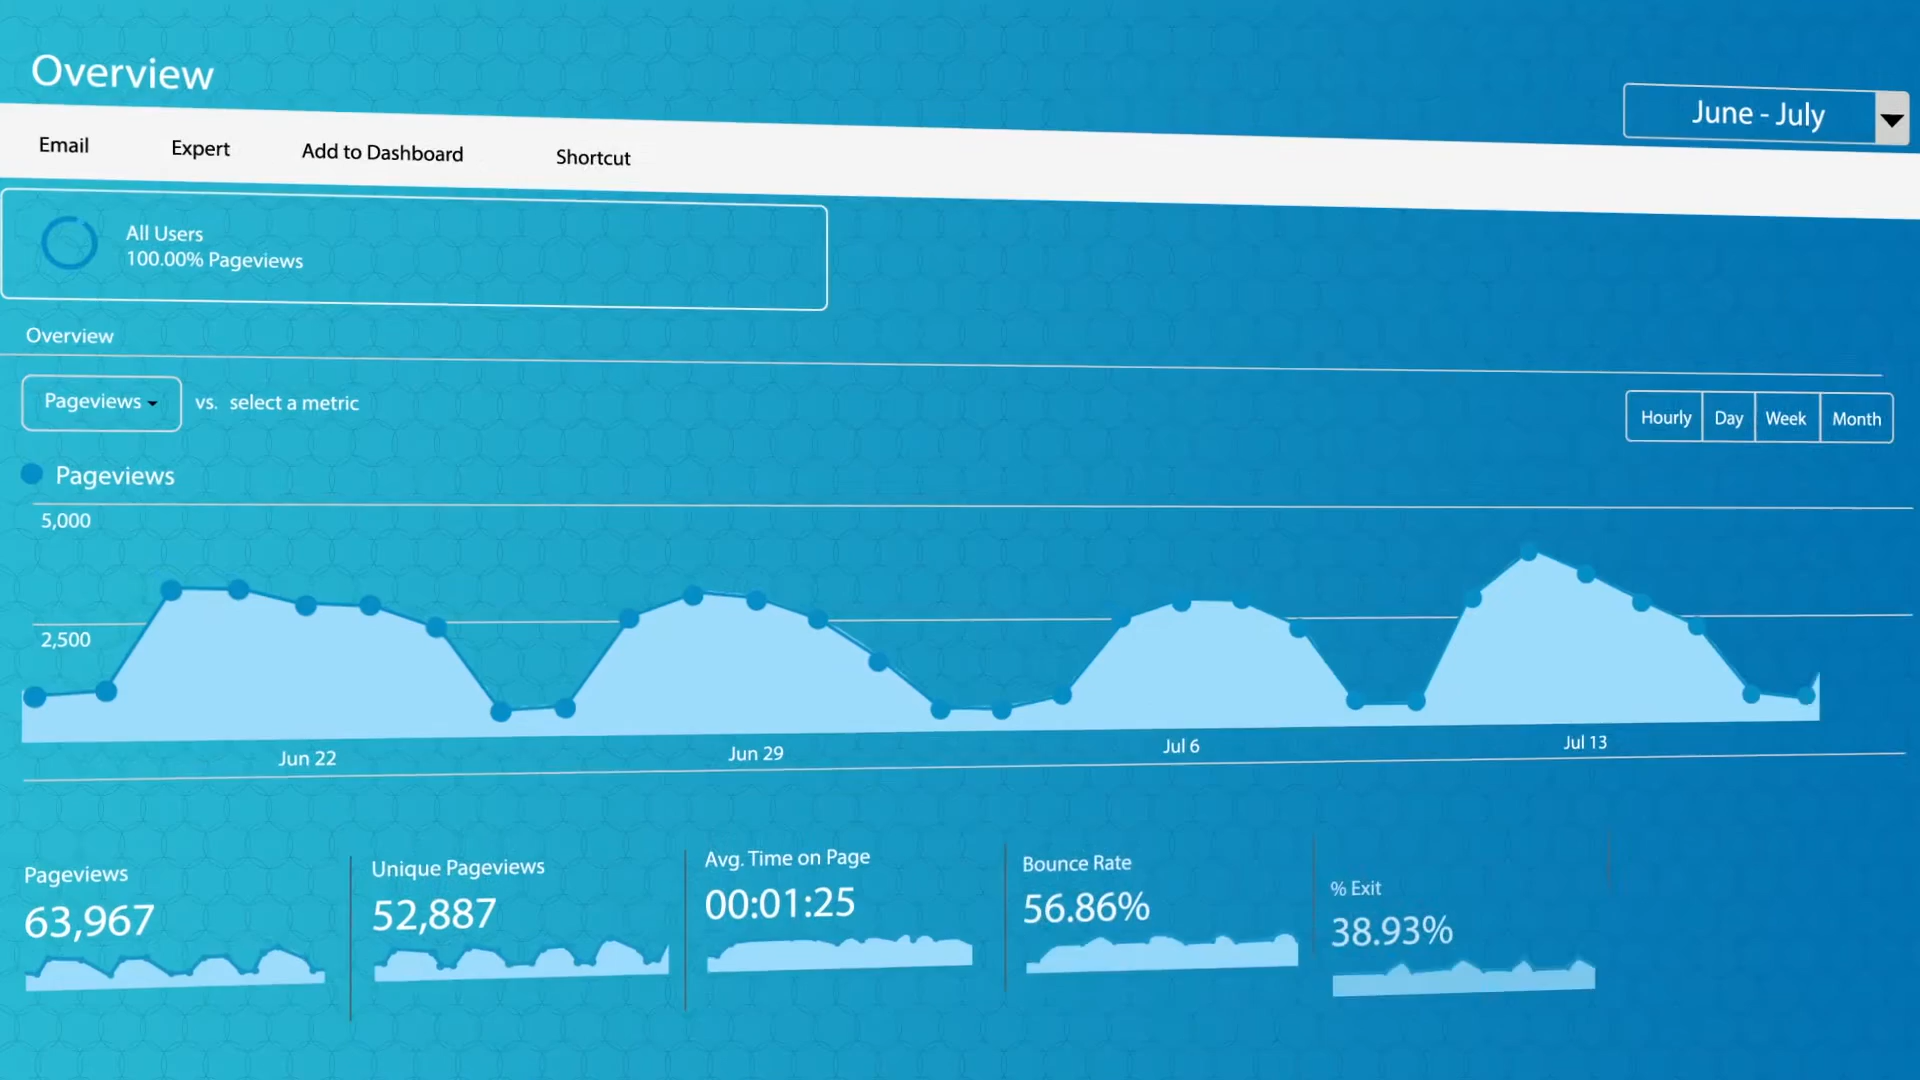 Overview
June - July
Email
Expert
Add to Dashboard
Shortcut
All Users
100.00% Pageviews
Overview
Pageviews
vs. select a metric
Hourly
Day
Week
Month
Pageviews
5,000
2,500
Jun 22
Jun 29
Jul 6
Jul 13
Pageviews
63,967
Unique Pageviews
52,887
Avg. Time on Page
00:01:25
Bounce Rate
56.86%
% Exit
38.93%